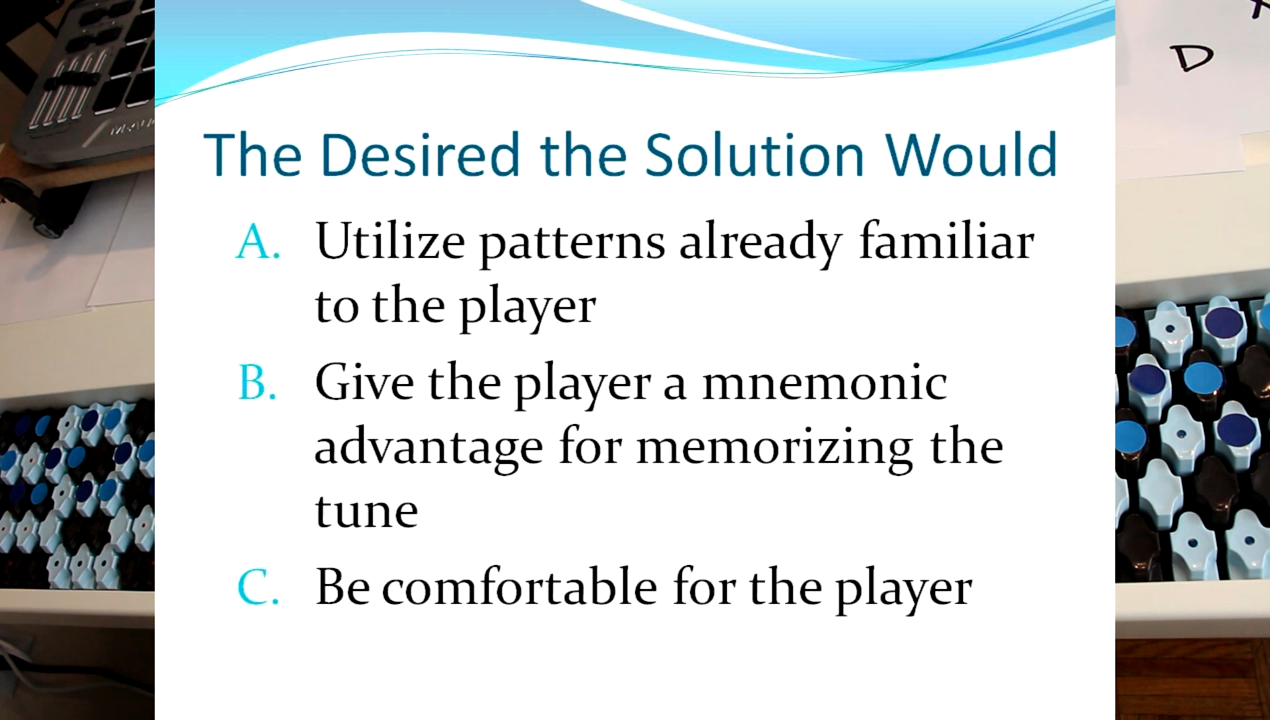 The Desired the Solution Would
A. Utilize patterns already familiar
to the player
B. Give the player a mnemonic
advantage for memorizing the
tune
C. Be comfortable for the player
D